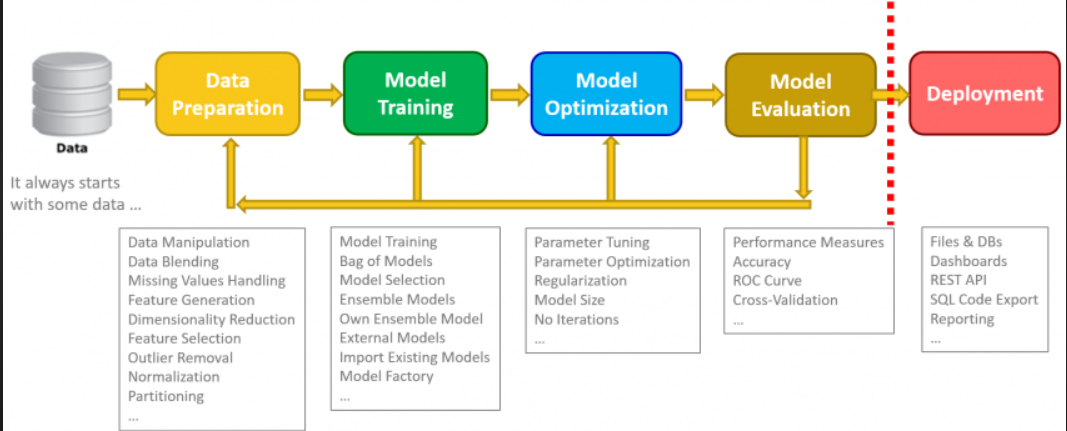 Data
Preparation
Model
Training
Model
Optimization
Model
Evaluation
Deployment
Data
It always starts
with some data ...
Data Manipulation
Data Blending
Missing Values Handling
Feature Generation
Dimensionality Reduction
Feature Selection
Outlier Removal
Normalization
Partitioning
...
Model Training
Bag of Models
Model Selection
Ensemble Models
Own Ensemble Model
External Models
Import Existing Models
Model Factory
...
Parameter Tuning
Parameter Optimization
Regularization
Model Size
No Iterations
...
Performance Measures
Accuracy
ROC Curve
Cross-Validation
...
Files & DBs
Dashboards
REST API
SQL Code Export
Reporting
...